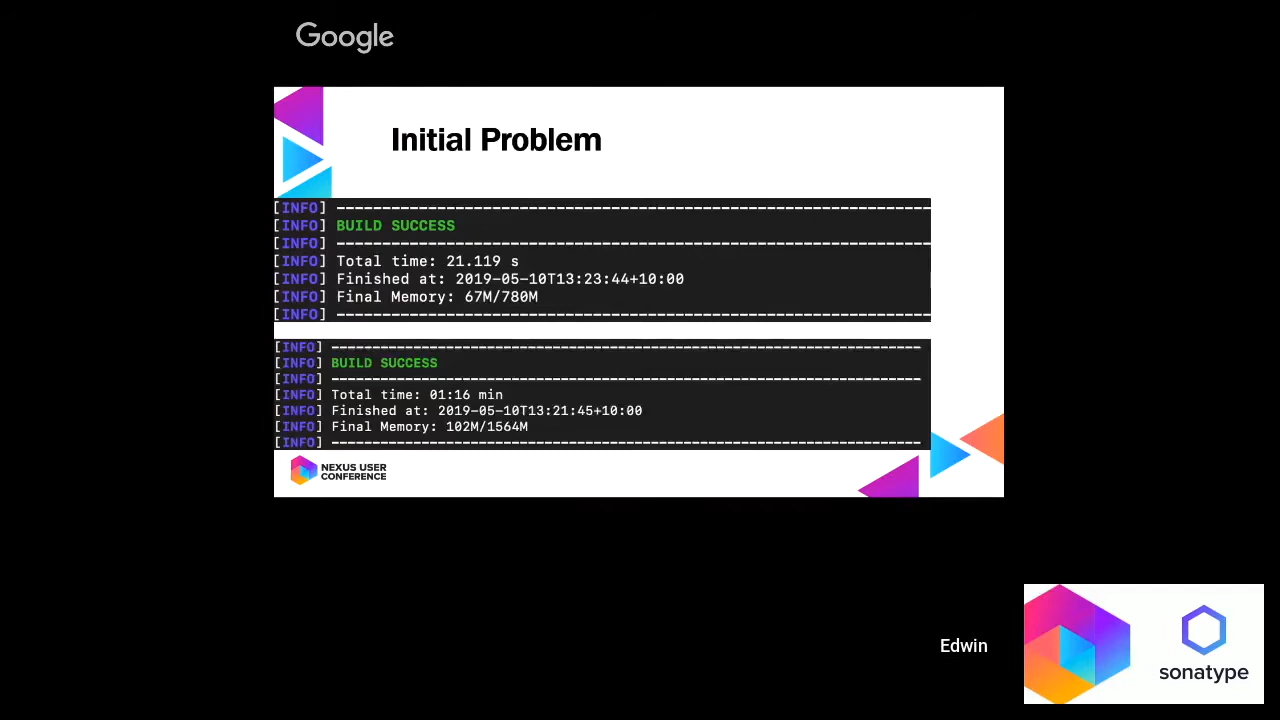 Google
Initial Problem
[INFO] ------------------------------------------------------------------------
[INFO] BUILD SUCCESS
[INFO] ------------------------------------------------------------------------
[INFO] Total time: 21.119 s
[INFO] Finished at: 2019-05-10T13:23:44+10:00
[INFO] Final Memory: 67M/780M
[INFO] ------------------------------------------------------------------------
[INFO] ------------------------------------------------------------------------
[INFO] BUILD SUCCESS
[INFO] ------------------------------------------------------------------------
[INFO] Total time: 01:16 min
[INFO] Finished at: 2019-05-10T13:21:45+10:00
[INFO] Final Memory: 102M/1564M
[INFO] ------------------------------------------------------------------------
NEXUS USER
CONFERENCE
Edwin
sonatype